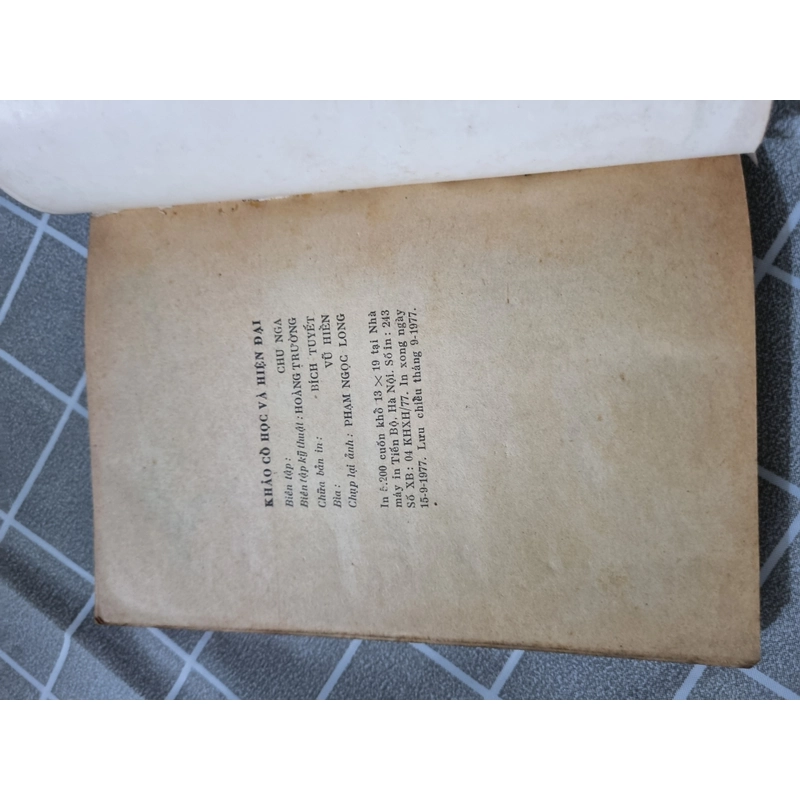 KHẢO CỔ HỌC VÀ HIỆN ĐẠI
Biên tập: CHU NGA
Biên tập kỹ thuật: HOÀNG TRƯỜNG
Chữa bản in: BÍCH TUYẾT
Bìa: VŨ HIỀN
Chụp lại ảnh: PHẠM NGỌC LONG
In .200 cuốn khổ 13 × 19 tại Nhà
máy in Tiến Bộ, Hà Nội. Số in: 243
Số XB: 04 KHXH/77. In xong ngày
15-9-1977. Lưu chiểu tháng 9-1977.